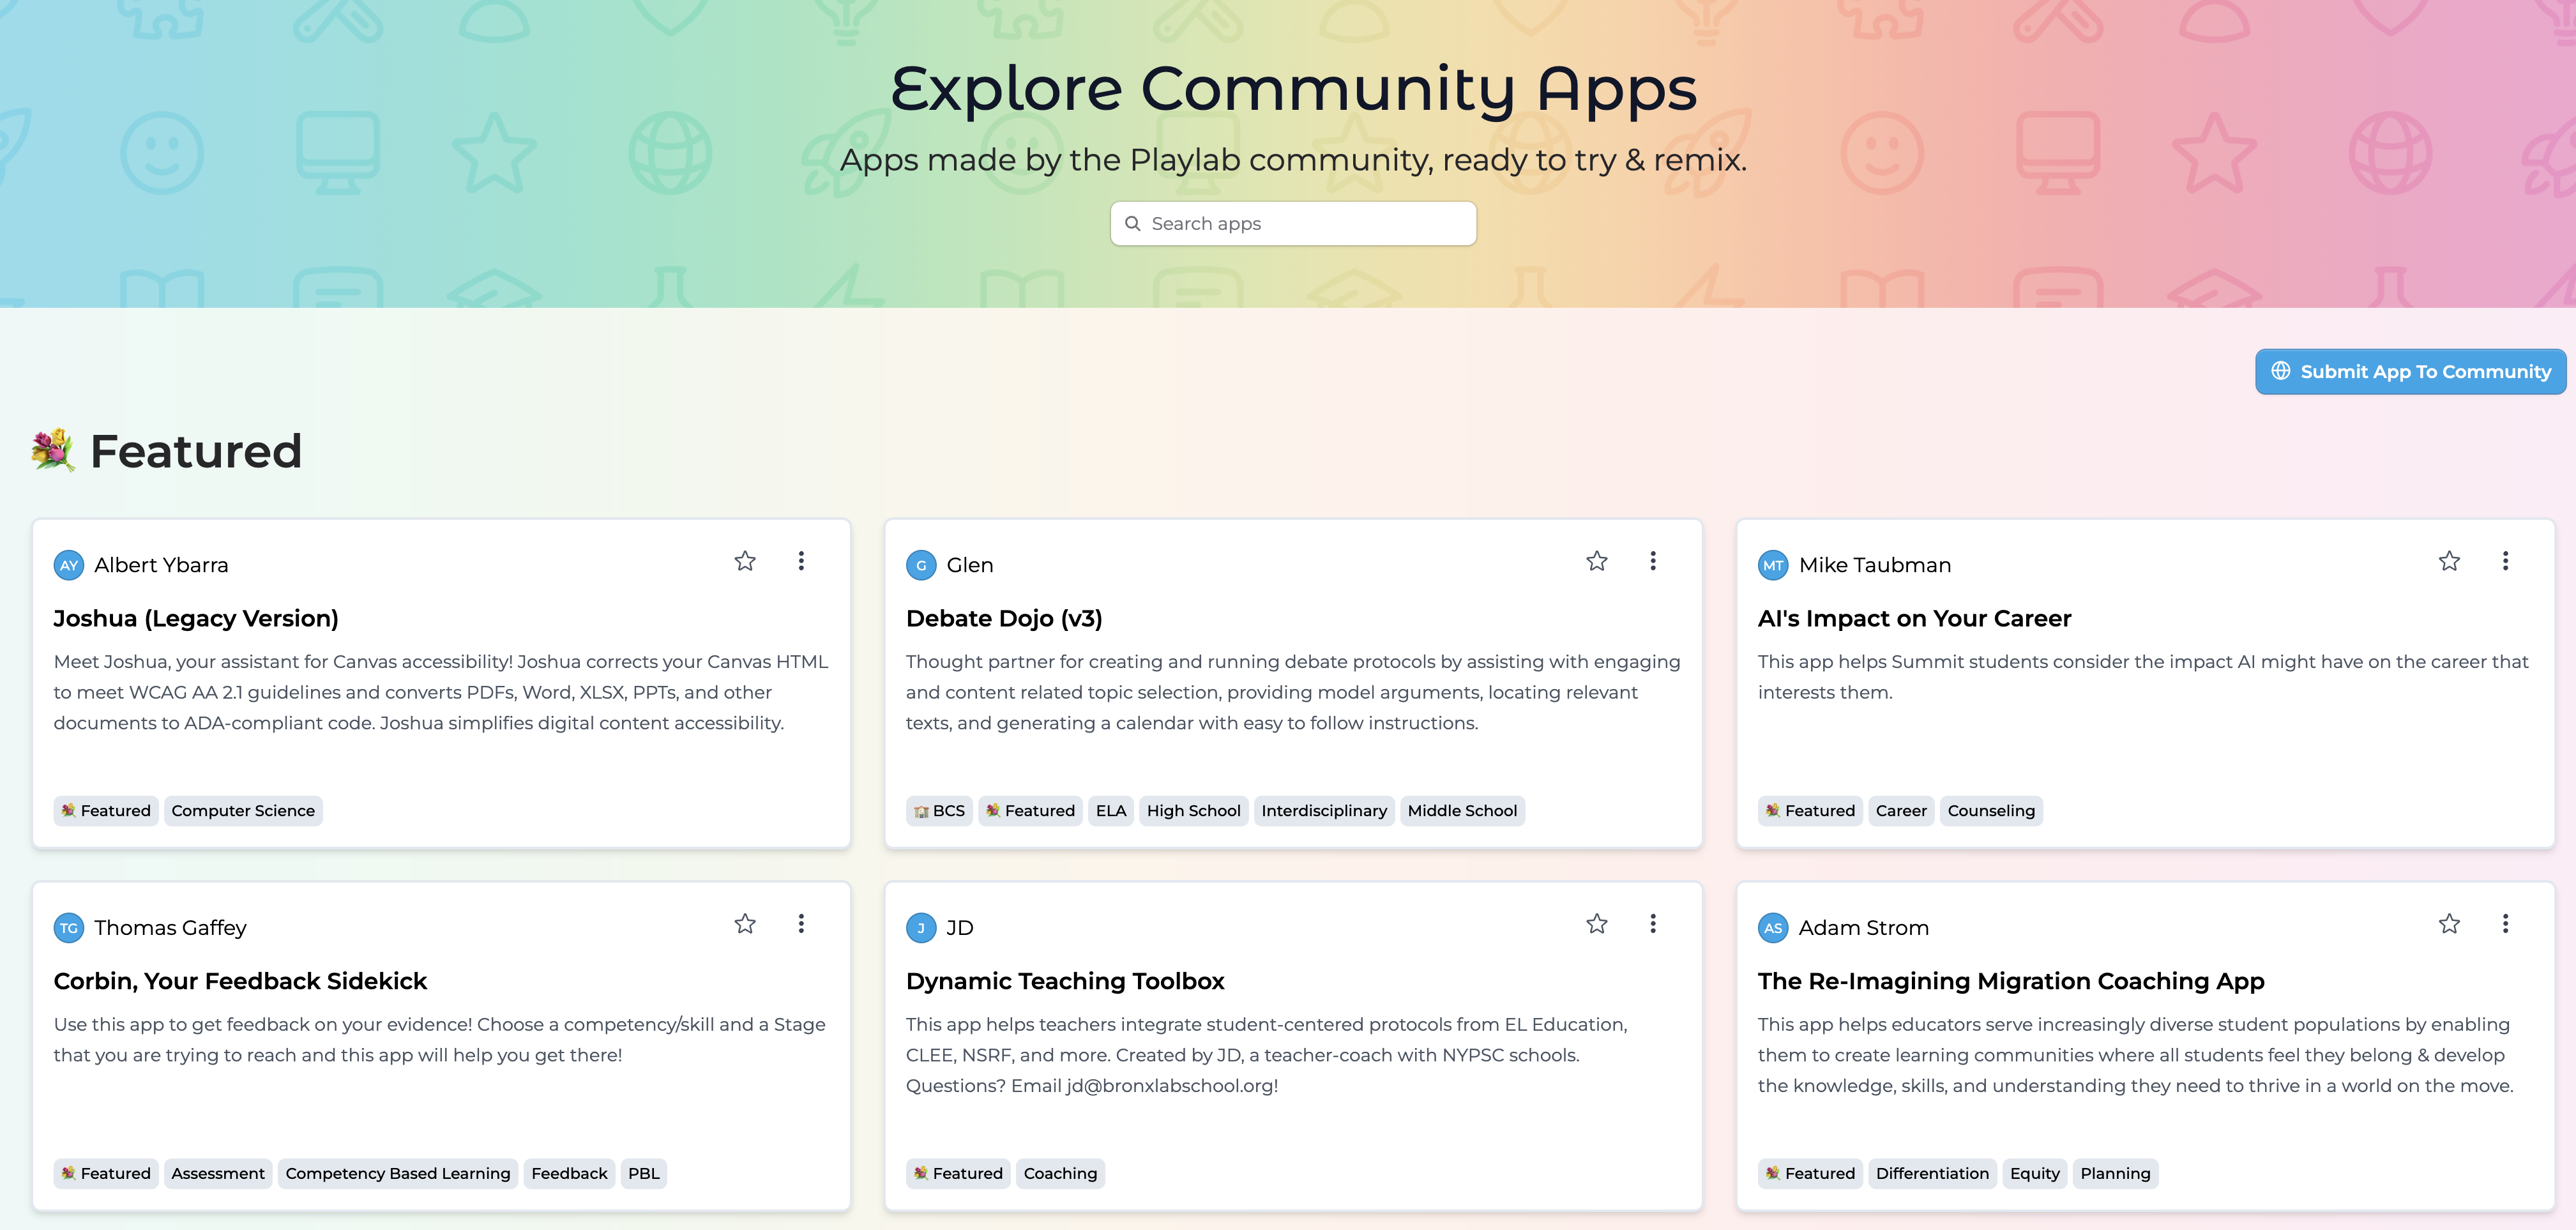 Explore Community Apps
Apps made by the Playlab community, ready to try & remix.
Search apps
Submit App To Community
Featured
AY Albert Ybarra
Joshua (Legacy Version)
Meet Joshua, your assistant for Canvas accessibility! Joshua corrects your Canvas HTML
to meet WCAG AA 2.1 guidelines and converts PDFs, Word, XLSX, PPTs, and other
documents to ADA-compliant code. Joshua simplifies digital content accessibility.
Featured Computer Science
G Glen
Debate Dojo (v3)
Thought partner for creating and running debate protocols by assisting with engaging
and content related topic selection, providing model arguments, locating relevant
texts, and generating a calendar with easy to follow instructions.
BCS Featured ELA High School Interdisciplinary Middle School
MT Mike Taubman
AI's Impact on Your Career
This app helps Summit students consider the impact AI might have on the career that
interests them.
Featured Career Counseling
TG Thomas Gaffey
Corbin, Your Feedback Sidekick
Use this app to get feedback on your evidence! Choose a competency/skill and a Stage
that you are trying to reach and this app will help you get there!
Featured Assessment Competency Based Learning Feedback PBL
J JD
Dynamic Teaching Toolbox
This app helps teachers integrate student-centered protocols from EL Education,
CLEE, NSRF, and more. Created by JD, a teacher-coach with NYPSC schools.
Questions? Email jd@bronxlabschool.org!
Featured Coaching
AS Adam Strom
The Re-Imagining Migration Coaching App
This app helps educators serve increasingly diverse student populations by enabling
them to create learning communities where all students feel they belong & develop
the knowledge, skills, and understanding they need to thrive in a world on the move.
Featured Differentiation Equity Planning